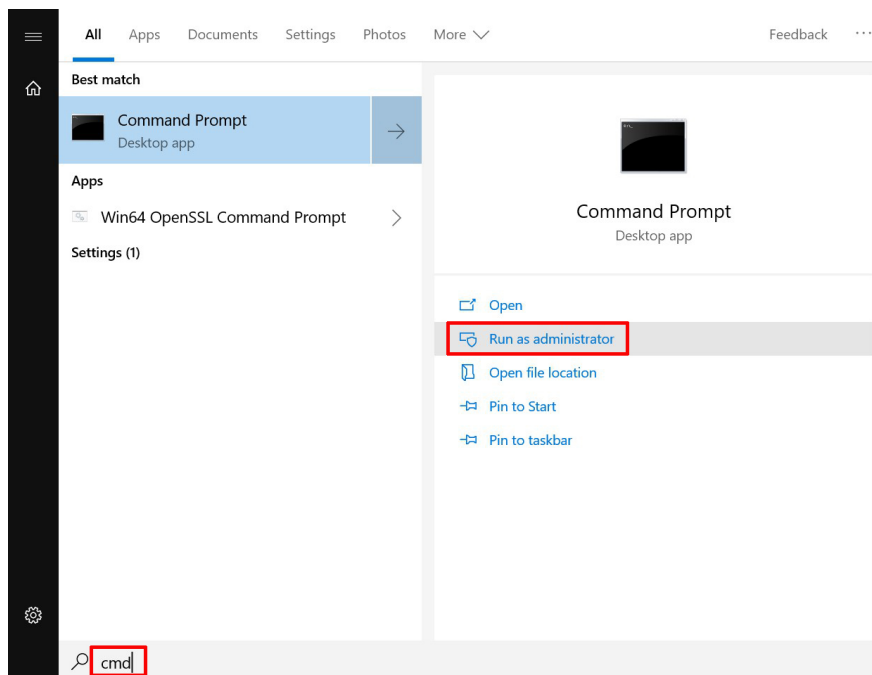 All Apps Documents Settings Photos More Feedback ...
Best match
Command Prompt
Desktop app
Apps
Win64 OpenSSL Command Prompt
Settings (1)
Command Prompt
Desktop app
Open
Run as administrator
Open file location
Pin to Start
Pin to taskbar
cmd